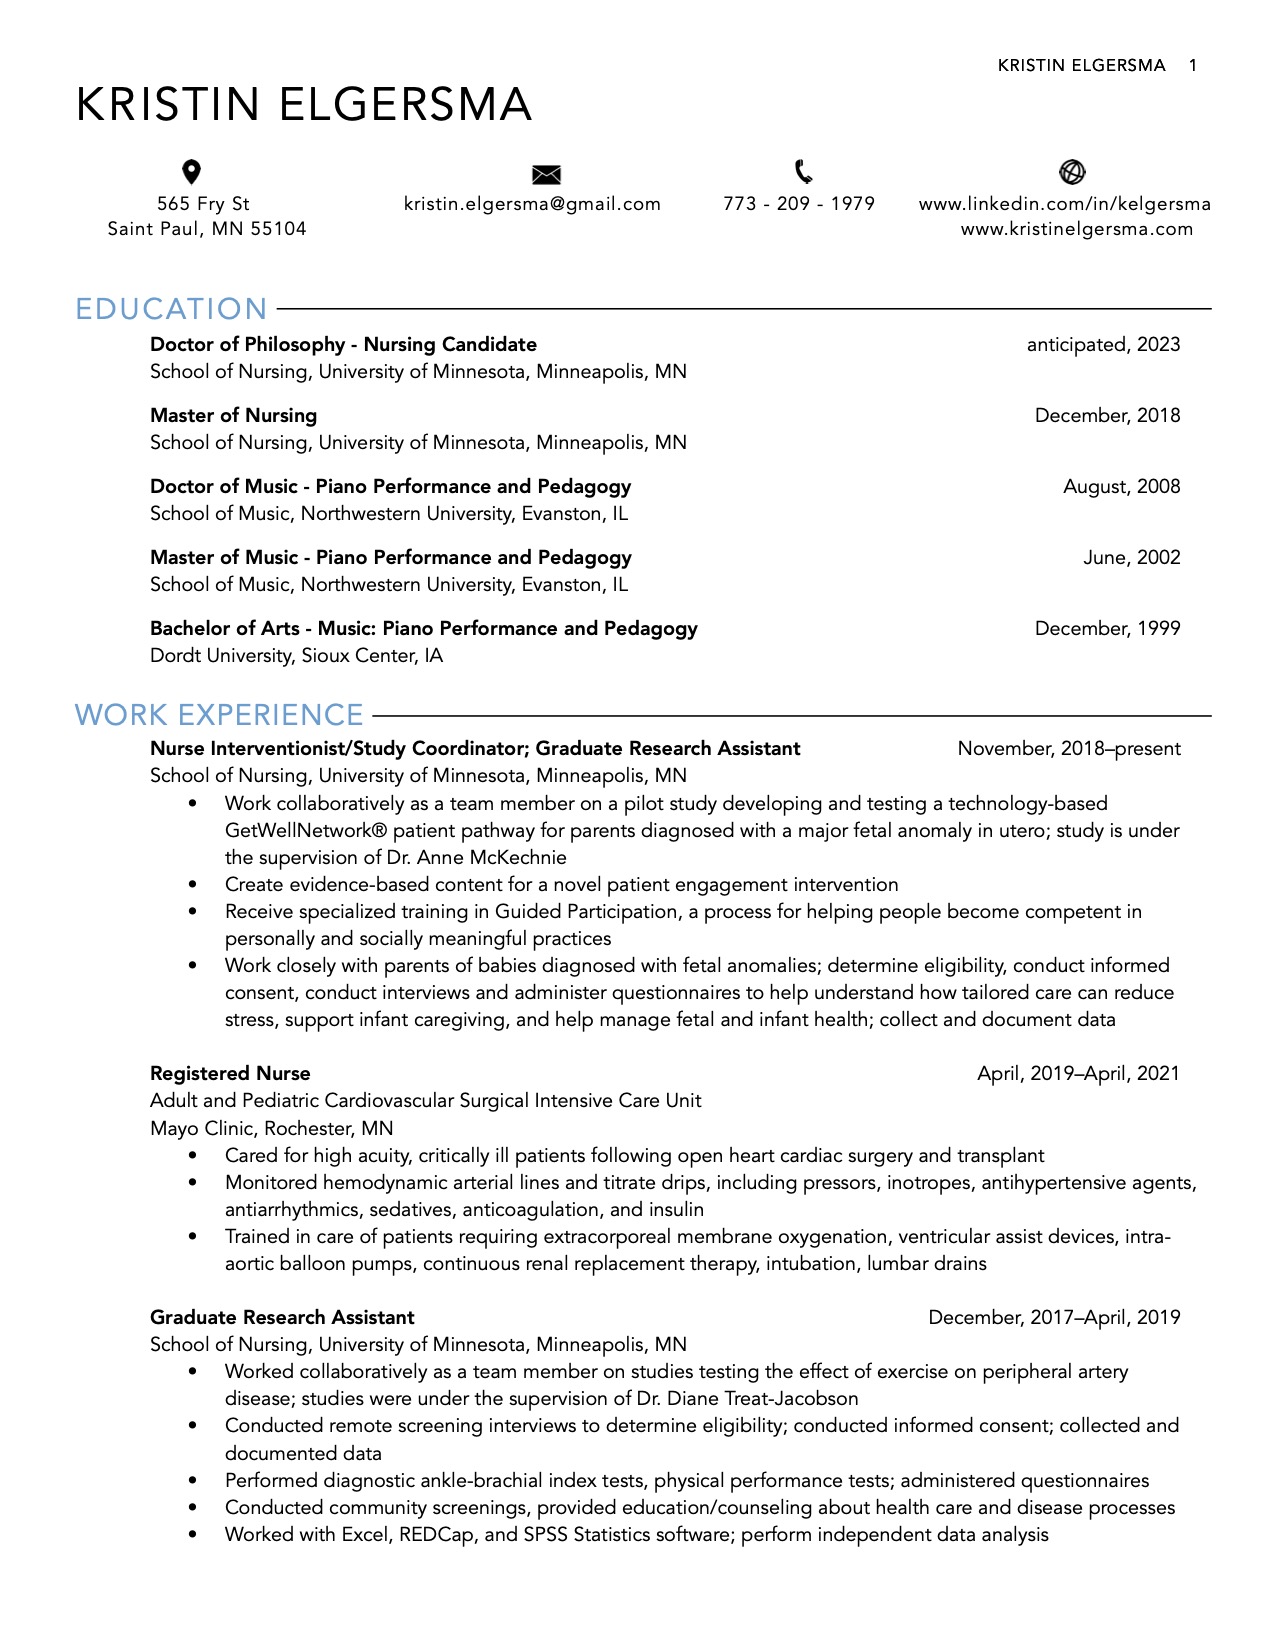 KRISTIN ELGERSMA 1
KRISTIN ELGERSMA
565 Fry St
Saint Paul, MN 55104
kristin.elgersma@gmail.com
773 - 209 - 1979
www.linkedin.com/in/kelgersma
www.kristinelgersma.com
EDUCATION
Doctor of Philosophy - Nursing Candidate anticipated, 2023
School of Nursing, University of Minnesota, Minneapolis, MN
Master of Nursing December, 2018
School of Nursing, University of Minnesota, Minneapolis, MN
Doctor of Music - Piano Performance and Pedagogy August, 2008
School of Music, Northwestern University, Evanston, IL
Master of Music - Piano Performance and Pedagogy June, 2002
School of Music, Northwestern University, Evanston, IL
Bachelor of Arts - Music: Piano Performance and Pedagogy December, 1999
Dordt University, Sioux Center, IA
WORK EXPERIENCE
Nurse Interventionist/Study Coordinator; Graduate Research Assistant November, 2018–present
School of Nursing, University of Minnesota, Minneapolis, MN
• Work collaboratively as a team member on a pilot study developing and testing a technology-based
GetWellNetwork® patient pathway for parents diagnosed with a major fetal anomaly in utero; study is under
the supervision of Dr. Anne McKechnie
• Create evidence-based content for a novel patient engagement intervention
• Receive specialized training in Guided Participation, a process for helping people become competent in
personally and socially meaningful practices
• Work closely with parents of babies diagnosed with fetal anomalies; determine eligibility, conduct informed
consent, conduct interviews and administer questionnaires to help understand how tailored care can reduce
stress, support infant caregiving, and help manage fetal and infant health; collect and document data
Registered Nurse April, 2019–April, 2021
Adult and Pediatric Cardiovascular Surgical Intensive Care Unit
Mayo Clinic, Rochester, MN
• Cared for high acuity, critically ill patients following open heart cardiac surgery and transplant
• Monitored hemodynamic arterial lines and titrate drips, including pressors, inotropes, antihypertensive agents,
antiarrhythmics, sedatives, anticoagulation, and insulin
• Trained in care of patients requiring extracorporeal membrane oxygenation, ventricular assist devices, intra-
aortic balloon pumps, continuous renal replacement therapy, intubation, lumbar drains
Graduate Research Assistant December, 2017–April, 2019
School of Nursing, University of Minnesota, Minneapolis, MN
• Worked collaboratively as a team member on studies testing the effect of exercise on peripheral artery
disease; studies were under the supervision of Dr. Diane Treat-Jacobson
• Conducted remote screening interviews to determine eligibility; conducted informed consent; collected and
documented data
• Performed diagnostic ankle-brachial index tests, physical performance tests; administered questionnaires
• Conducted community screenings, provided education/counseling about health care and disease processes
• Worked with Excel, REDCap, and SPSS Statistics software; perform independent data analysis